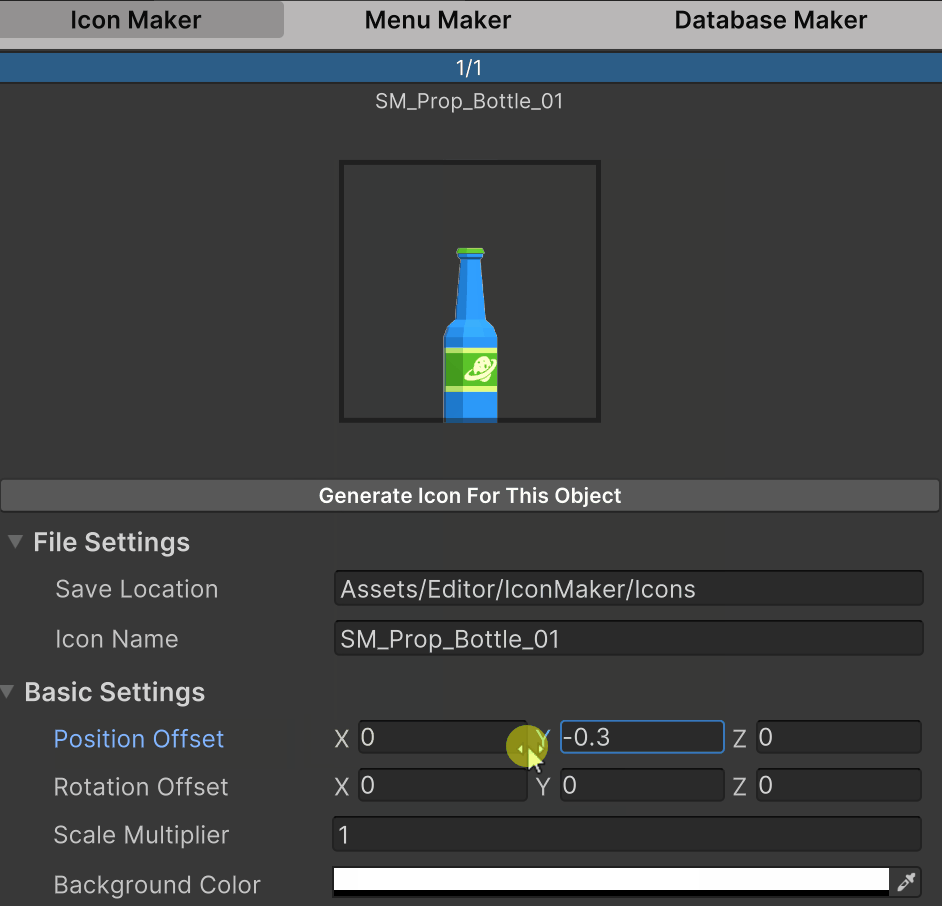 Icon Maker Menu Maker Database Maker
1/1
SM_Prop_Bottle_01
Generate Icon For This Object
File Settings
Save Location Assets/Editor/IconMaker/Icons
Icon Name SM_Prop_Bottle_01
Basic Settings
Position Offset X 0 Y -0.3 Z 0
Rotation Offset X 0 Y 0 Z 0
Scale Multiplier 1
Background Color